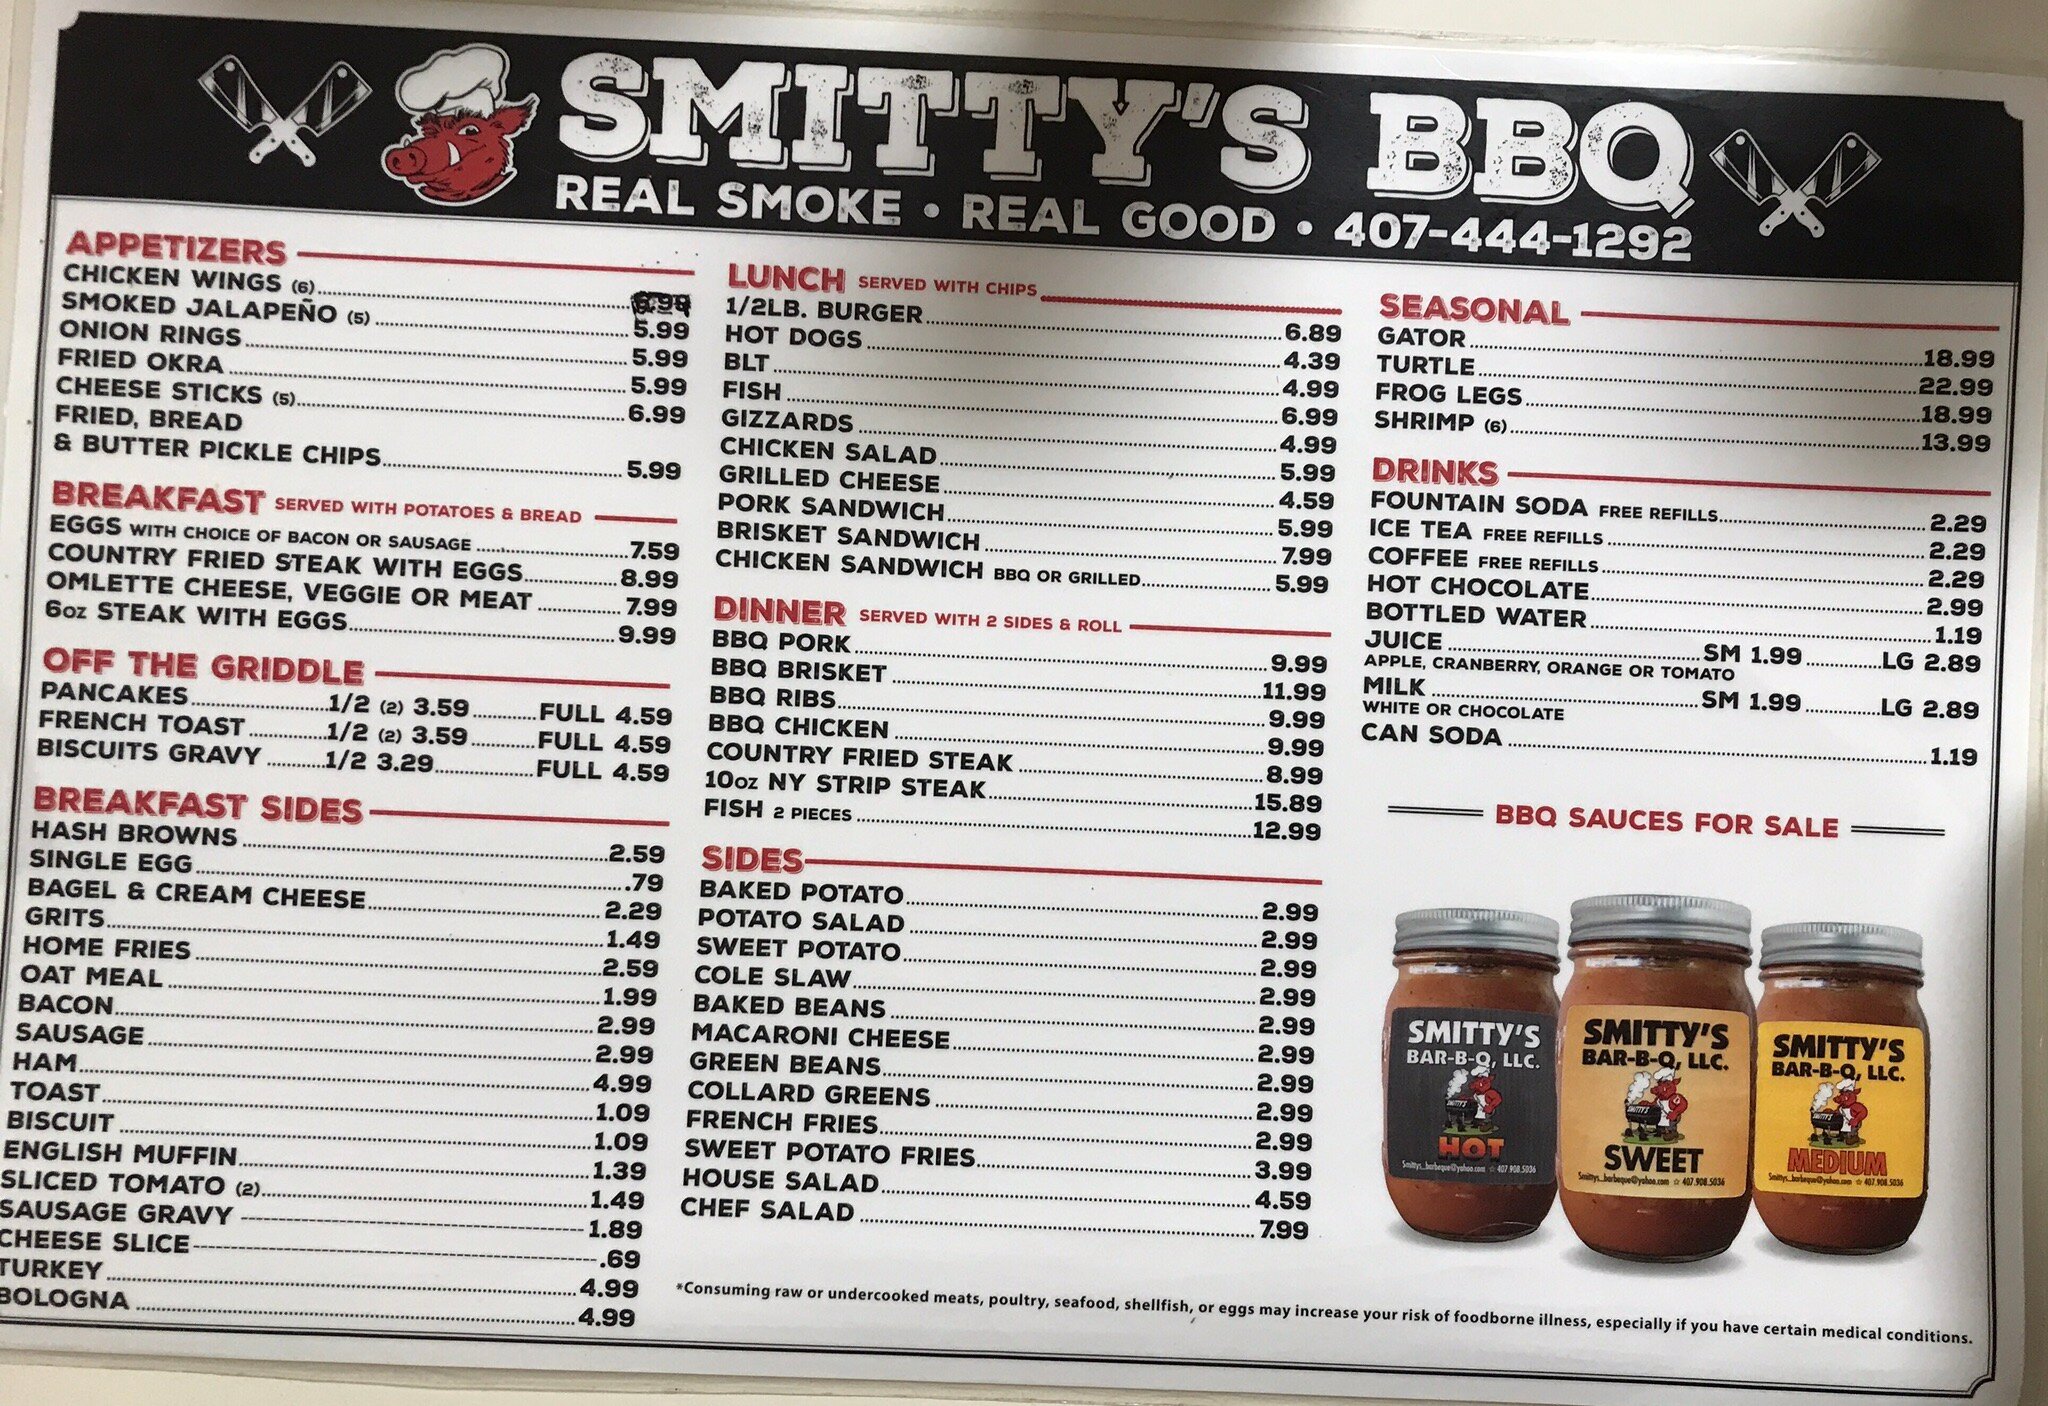 SMITTY'S BBQ
REAL SMOKE • REAL GOOD • 407-444-1292
APPETIZERS
CHICKEN WINGS (6)
SMOKED JALAPEÑO (5) 5.99
ONION RINGS 5.99
FRIED OKRA 5.99
CHEESE STICKS (5) 6.99
FRIED, BREAD
& BUTTER PICKLE CHIPS 5.99
BREAKFAST SERVED WITH POTATOES & BREAD
EGGS WITH CHOICE OF BACON OR SAUSAGE 7.59
COUNTRY FRIED STEAK WITH EGGS 8.99
OMLETTE CHEESE, VEGGIE OR MEAT 7.99
6oz STEAK WITH EGGS 9.99
OFF THE GRIDDLE
PANCAKES 1/2 (2) 3.59 FULL 4.59
FRENCH TOAST 1/2 (2) 3.59 FULL 4.59
BISCUITS GRAVY 1/2 3.29 FULL 4.59
BREAKFAST SIDES
HASH BROWNS 2.59
SINGLE EGG .79
BAGEL & CREAM CHEESE 2.29
GRITS 1.49
HOME FRIES 2.59
OAT MEAL 1.99
BACON 2.99
SAUSAGE 2.99
HAM 4.99
TOAST 1.09
BISCUIT 1.09
ENGLISH MUFFIN 1.39
SLICED TOMATO (2) 1.49
SAUSAGE GRAVY 1.89
CHEESE SLICE .69
TURKEY 4.99
BOLOGNA 4.99
LUNCH SERVED WITH CHIPS
1/2LB. BURGER 6.89
HOT DOGS 4.39
BLT 4.99
FISH 6.99
GIZZARDS 4.99
CHICKEN SALAD 5.99
GRILLED CHEESE 4.59
PORK SANDWICH 5.99
BRISKET SANDWICH 7.99
CHICKEN SANDWICH BBQ OR GRILLED 5.99
DINNER SERVED WITH 2 SIDES & ROLL
BBQ PORK 9.99
BBQ BRISKET 11.99
BBQ RIBS 9.99
BBQ CHICKEN 9.99
COUNTRY FRIED STEAK 8.99
10oz NY STRIP STEAK 15.89
FISH 2 PIECES 12.99
SIDES
BAKED POTATO 2.99
POTATO SALAD 2.99
SWEET POTATO 2.99
COLE SLAW 2.99
BAKED BEANS 2.99
MACARONI CHEESE 2.99
GREEN BEANS 2.99
COLLARD GREENS 2.99
FRENCH FRIES 2.99
SWEET POTATO FRIES 3.99
HOUSE SALAD 4.59
CHEF SALAD 7.99
SEASONAL
GATOR 18.99
TURTLE 22.99
FROG LEGS 18.99
SHRIMP (6) 13.99
DRINKS
FOUNTAIN SODA FREE REFILLS 2.29
ICE TEA FREE REFILLS 2.29
COFFEE FREE REFILLS 2.29
HOT CHOCOLATE 2.99
BOTTLED WATER 1.19
JUICE SM 1.99 LG 2.89
APPLE, CRANBERRY, ORANGE OR TOMATO
MILK SM 1.99 LG 2.89
WHITE OR CHOCOLATE
CAN SODA 1.19
BBQ SAUCES FOR SALE
SMITTY'S
BAR-B-Q, LLC.
SMITTY'S
HOT
Smittys_barbeque@yahoo.com ☆ 407.908.5036
SMITTY'S
BAR-B-Q, LLC.
SMITTY'S
SWEET
Smittys_barbeque@yahoo.com ☆ 407.908.5036
SMITTY'S
BAR-B-Q, LLC.
SMITTY'S
MEDIUM
Smittys_barbeque@yahoo.com ☆ 407.908.5036
*Consuming raw or undercooked meats, poultry, seafood, shellfish, or eggs may increase your risk of foodborne illness, especially if you have certain medical conditions.